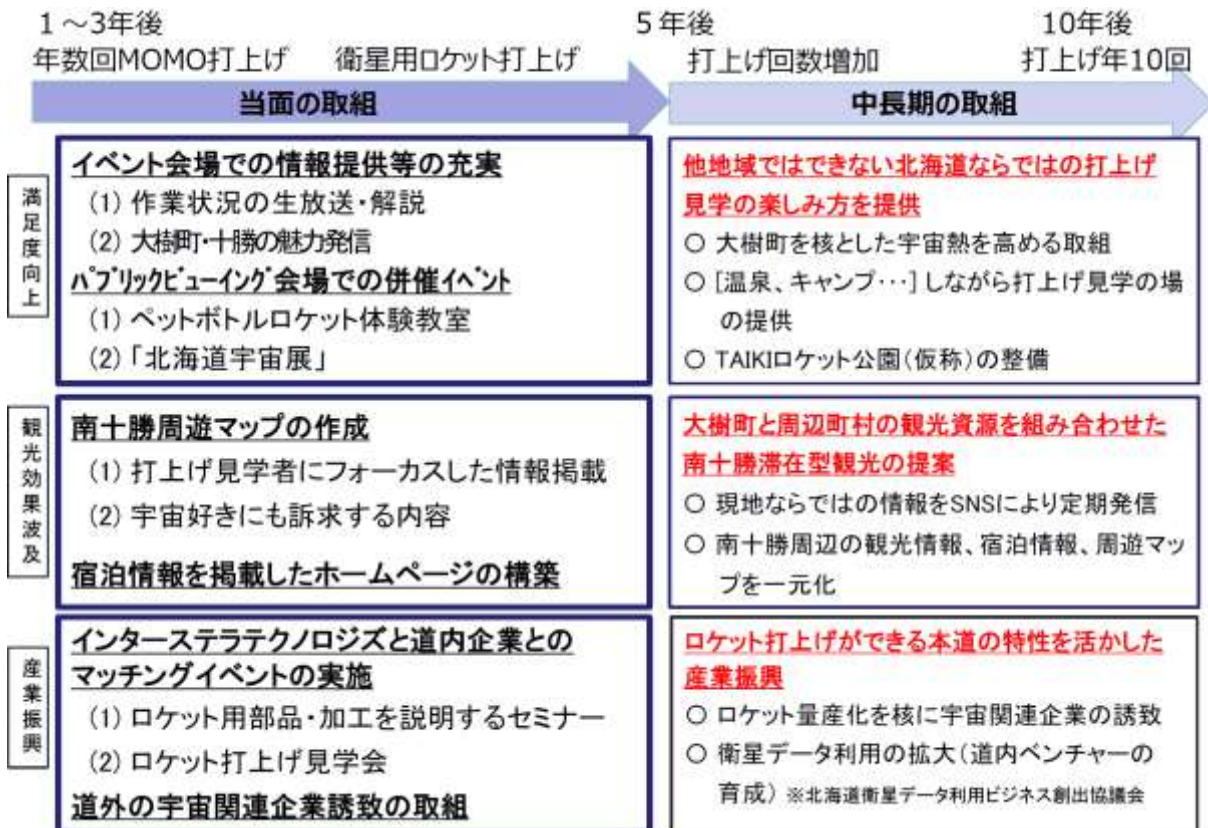 1～3年後
5年後
10年後
年数回MOMO打上げ 衛星用ロケット打上げ
打上げ回数増加
打上げ年10回
当面の取組
中長期の取組
満足度向上
イベント会場での情報提供等の充実
(1) 作業状況の生放送・解説
(2) 大樹町・十勝の魅力発信
パブリックビューイング会場での併催イベント
(1) ペットボトルロケット体験教室
(2) 「北海道宇宙展」
他地域ではできない北海道ならではの打上げ
見学の楽しみ方を提供
○ 大樹町を核とした宇宙熱を高める取組
○ [温泉、キャンプ・・・] しながら打上げ見学の場
の提供
○ TAIKIロケット公園(仮称)の整備
観光効果波及
南十勝周遊マップの作成
(1) 打上げ見学者にフォーカスした情報掲載
(2) 宇宙好きにも訴求する内容
宿泊情報を掲載したホームページの構築
大樹町と周辺町村の観光資源を組み合わせた
南十勝滞在型観光の提案
○ 現地ならではの情報をSNSにより定期発信
○ 南十勝周辺の観光情報、宿泊情報、周遊マッ
プを一元化
産業振興
インターステラテクノロジズと道内企業との
マッチングイベントの実施
(1) ロケット用部品・加工を説明するセミナー
(2) ロケット打上げ見学会
道外の宇宙関連企業誘致の取組
ロケット打上げができる本道の特性を活かした
産業振興
○ ロケット量産化を核に宇宙関連企業の誘致
○ 衛星データ利用の拡大(道内ベンチャーの
育成) ※北海道衛星データ利用ビジネス創出協議会